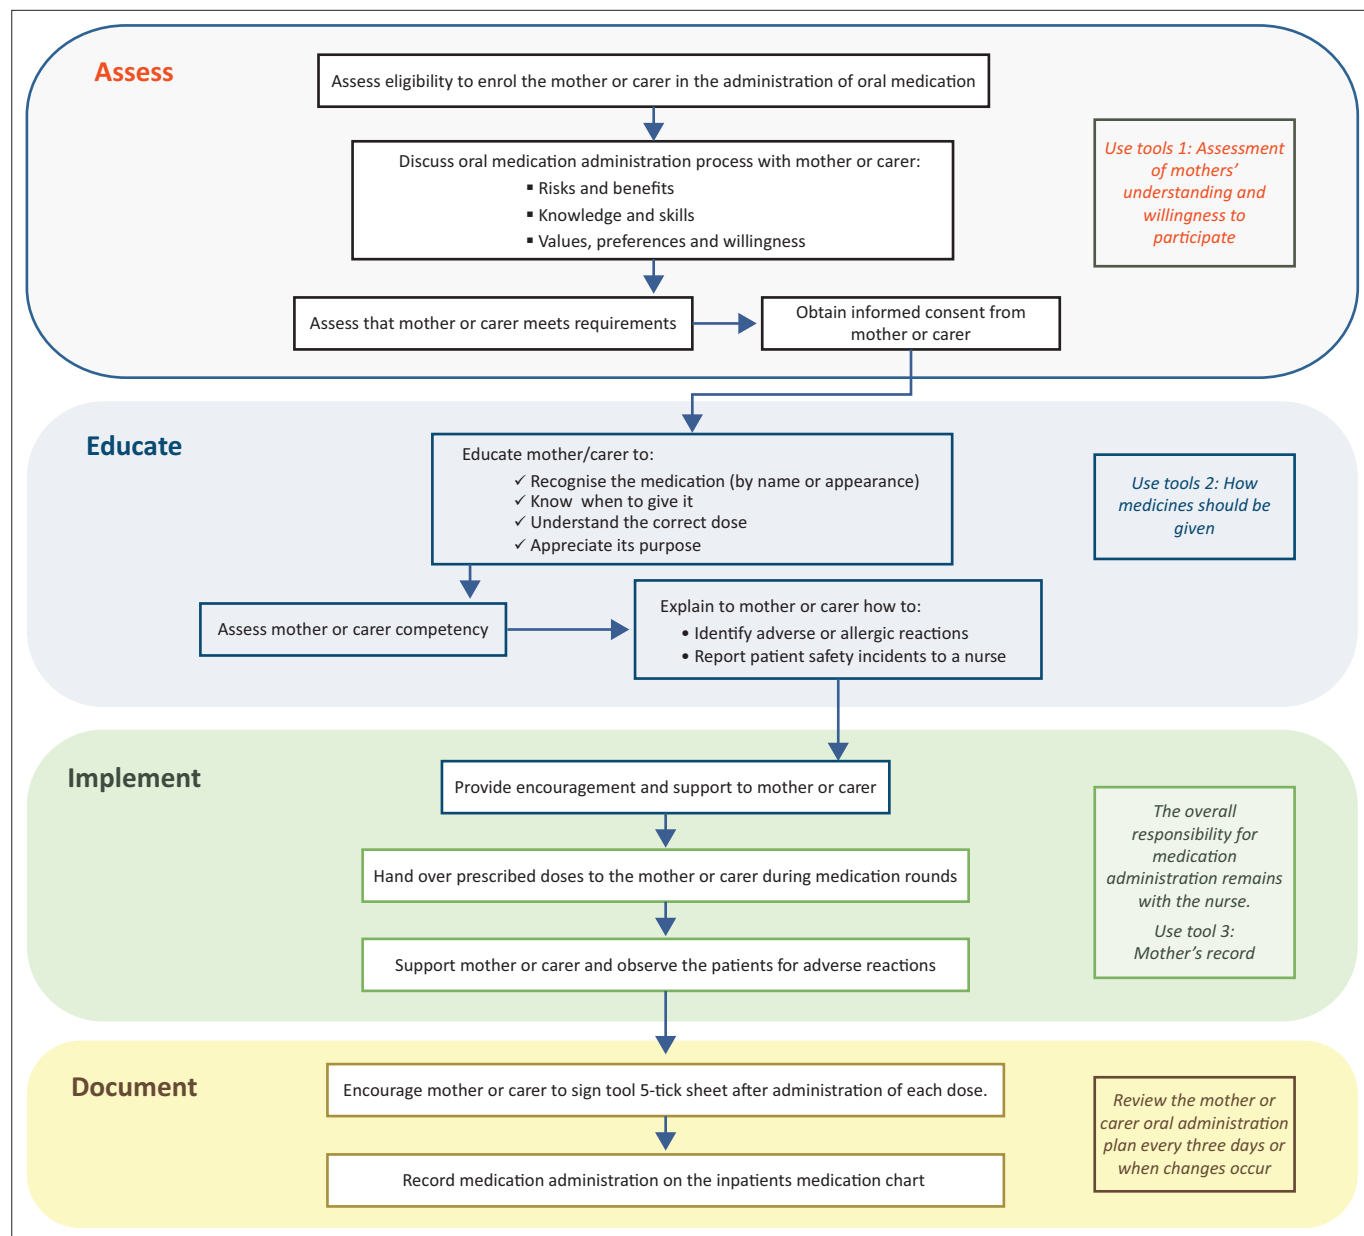 Assess
Assess eligibility to enrol the mother or carer in the administration of oral medication
Discuss oral medication administration process with mother or carer:
▪ Risks and benefits
▪ Knowledge and skills
▪ Values, preferences and willingness
Use tools 1: Assessment
of mothers’
understanding and
willingness to
participate
Assess that mother or carer meets requirements
Obtain informed consent from
mother or carer
Educate
Educate mother/carer to:
✓ Recognise the medication (by name or appearance)
✓ Know when to give it
✓ Understand the correct dose
✓ Appreciate its purpose
Use tools 2: How
medicines should be
given
Assess mother or carer competency
Explain to mother or carer how to:
• Identify adverse or allergic reactions
• Report patient safety incidents to a nurse
Implement
Provide encouragement and support to mother or carer
Hand over prescribed doses to the mother or carer during medication rounds
Support mother or carer and observe the patients for adverse reactions
The overall
responsibility for
medication
administration remains
with the nurse.
Use tool 3:
Mother’s record
Document
Encourage mother or carer to sign tool 5-tick sheet after administration of each dose.
Record medication administration on the inpatients medication chart
Review the mother or
carer oral administration
plan every three days or
when changes occur